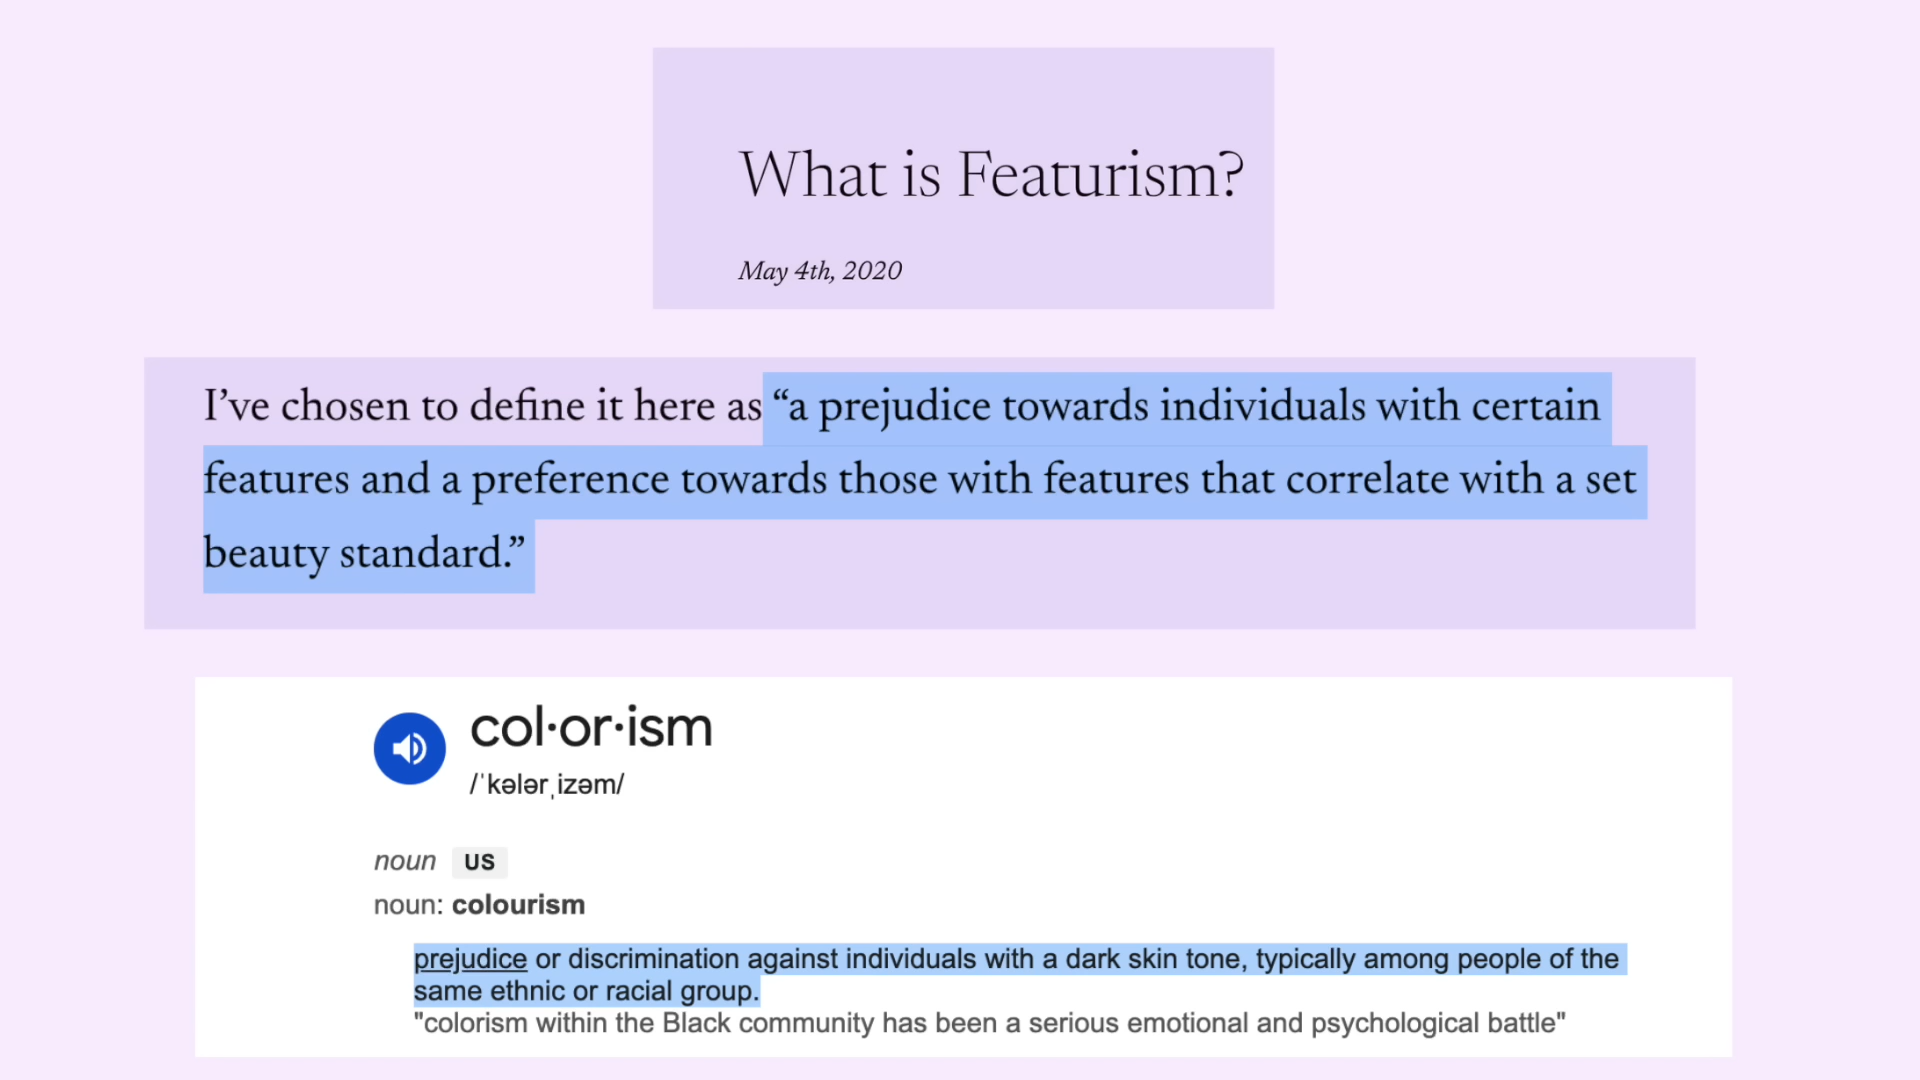 What is Featurism?
May 4th, 2020
I’ve chosen to define it here as “a prejudice towards individuals with certain
features and a preference towards those with features that correlate with a set
beauty standard.”
col·or·ism
/ˈkələrˌizəm/
noun US
noun: colourism
prejudice or discrimination against individuals with a dark skin tone, typically among people of the
same ethnic or racial group.
"colorism within the Black community has been a serious emotional and psychological battle"